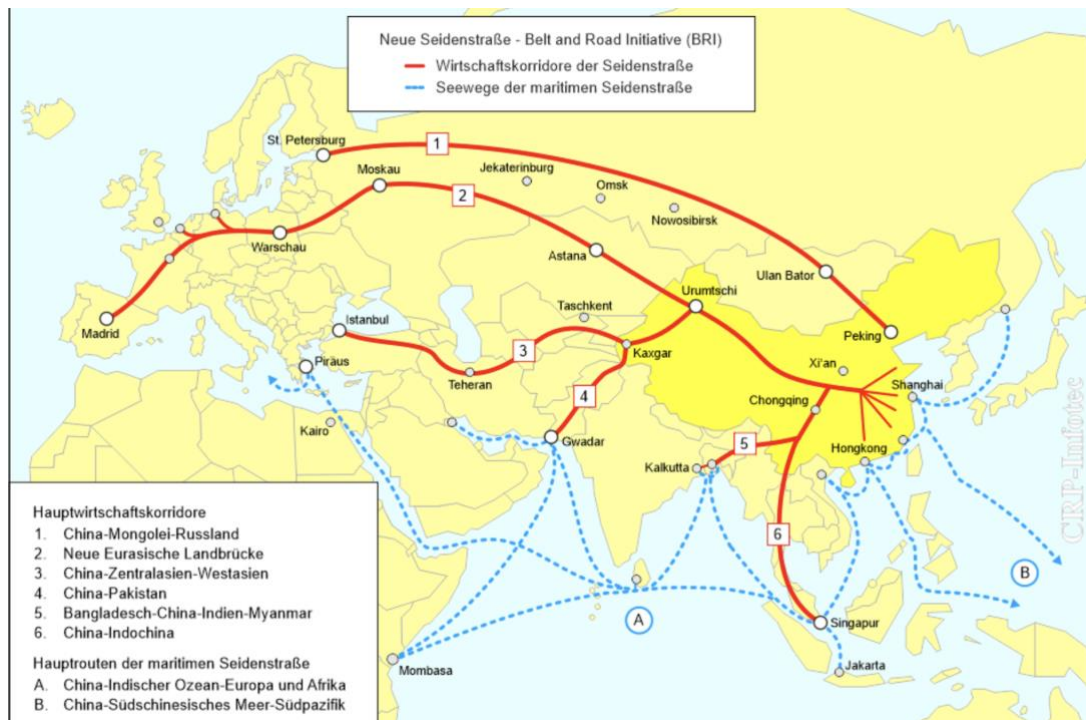 Neue Seidenstraße - Belt and Road Initiative (BRI)
Wirtschaftskorridore der Seidenstraße
Seewege der maritimen Seidenstraße
St. Petersburg
1
Moskau
Jekaterinburg
2
Omsk
Nowosibirsk
Warschau
Astana
Ulan Bator
Urumtschi
Madrid
Istanbul
Taschkent
Peking
Kaxgar
3
Xi'an
Piräus
Teheran
Shanghai
4
Chongqing
Kairo
Gwadar
5
Hongkong
Kalkutta
6
B
A
Singapur
Mombasa
Jakarta
Hauptwirtschaftskorridore
1. China-Mongolei-Russland
2. Neue Eurasische Landbrücke
3. China-Zentralasien-Westasien
4. China-Pakistan
5. Bangladesch-China-Indien-Myanmar
6. China-Indochina
Hauptrouten der maritimen Seidenstraße
A. China-Indischer Ozean-Europa und Afrika
B. China-Südschinesisches Meer-Südpazifik
CRP-Infotec